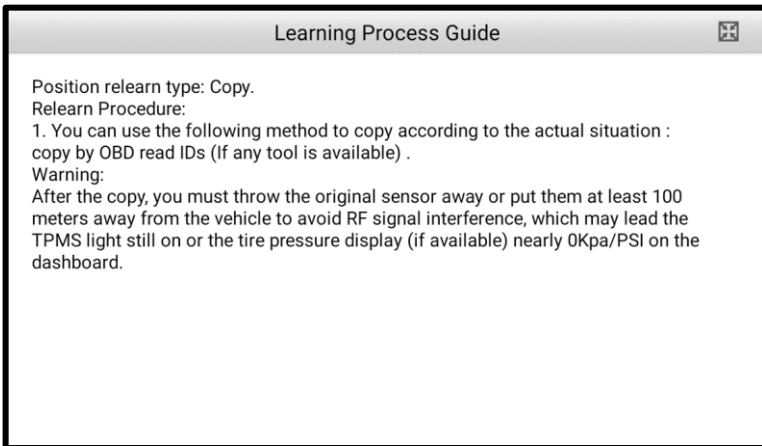 Learning Process Guide
Position relearn type: Copy.
Relearn Procedure:
1. You can use the following method to copy according to the actual situation :
copy by OBD read IDs (If any tool is available) .
Warning:
After the copy, you must throw the original sensor away or put them at least 100
meters away from the vehicle to avoid RF signal interference, which may lead the
TPMS light still on or the tire pressure display (if available) nearly 0Kpa/PSI on the
dashboard.